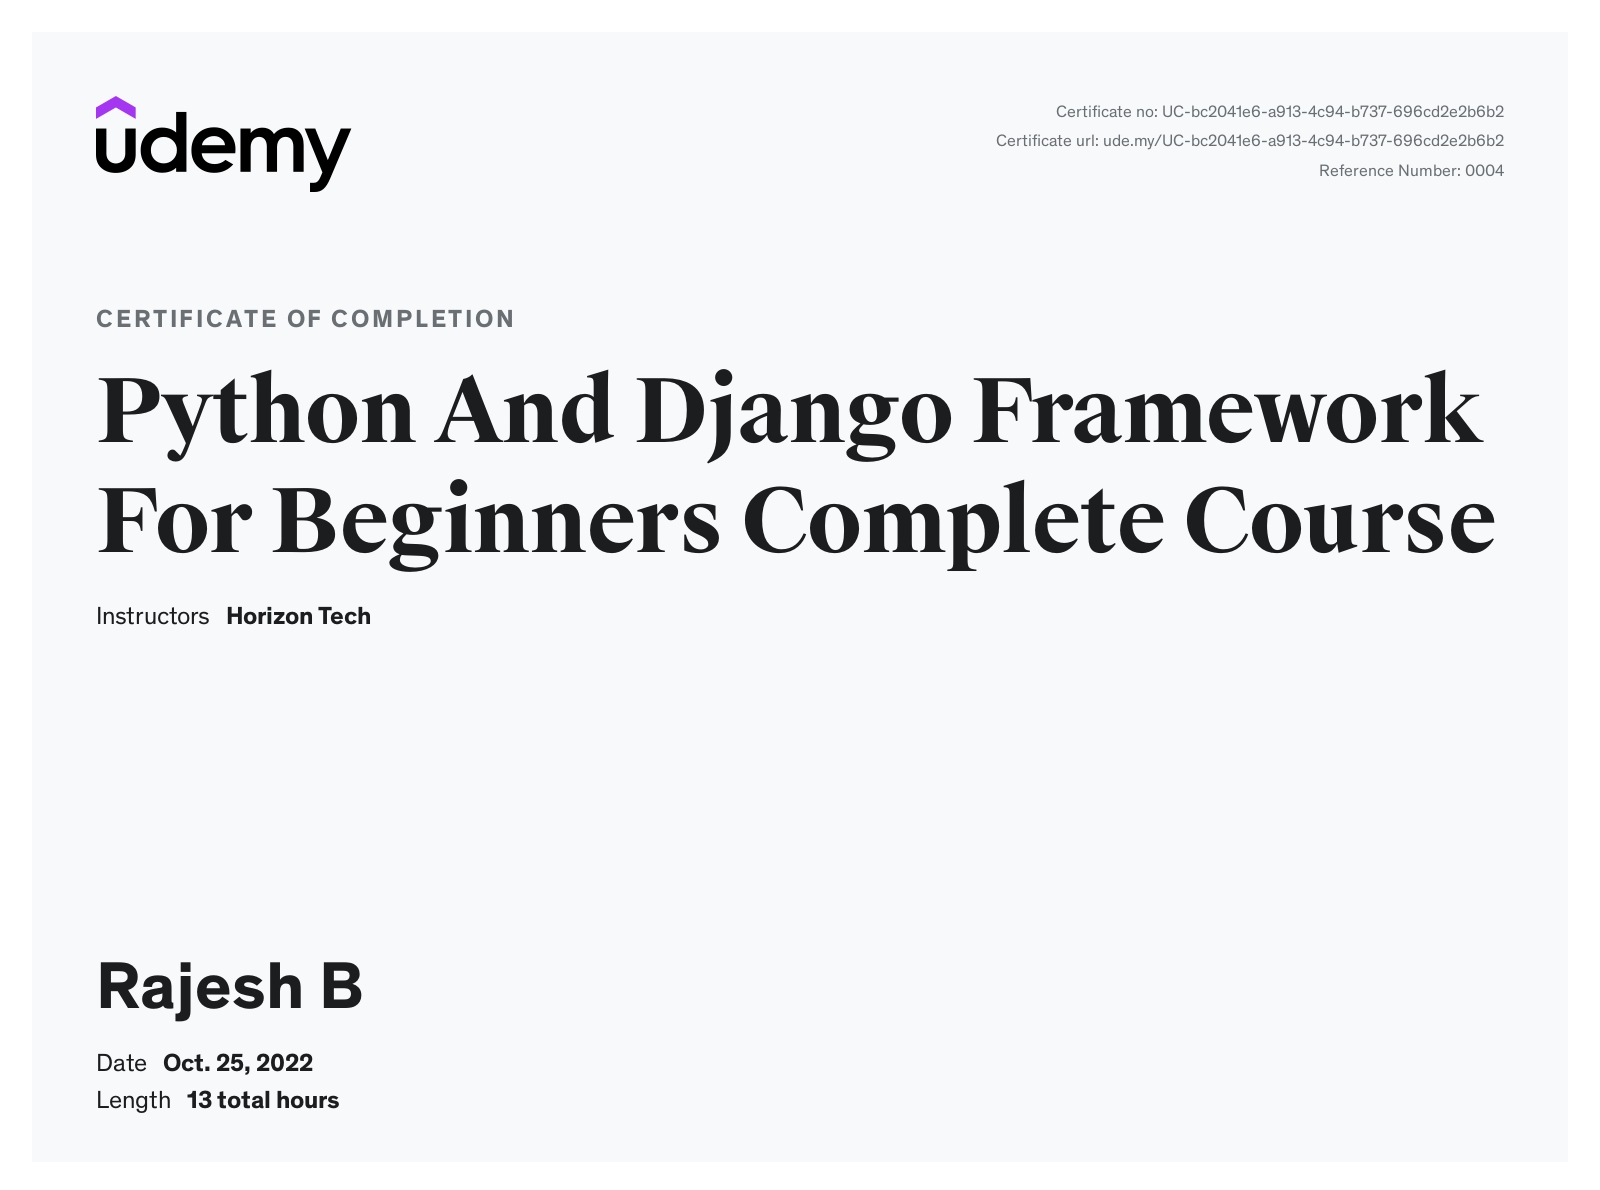 udemy
Certificate no: UC-bc2041e6-a913-4c94-b737-696cd2e2b6b2
Certificate url: ude.my/UC-bc2041e6-a913-4c94-b737-696cd2e2b6b2
Reference Number: 0004
CERTIFICATE OF COMPLETION
Python And Django Framework
For Beginners Complete Course
Instructors Horizon Tech
Rajesh B
Date Oct. 25, 2022
Length 13 total hours